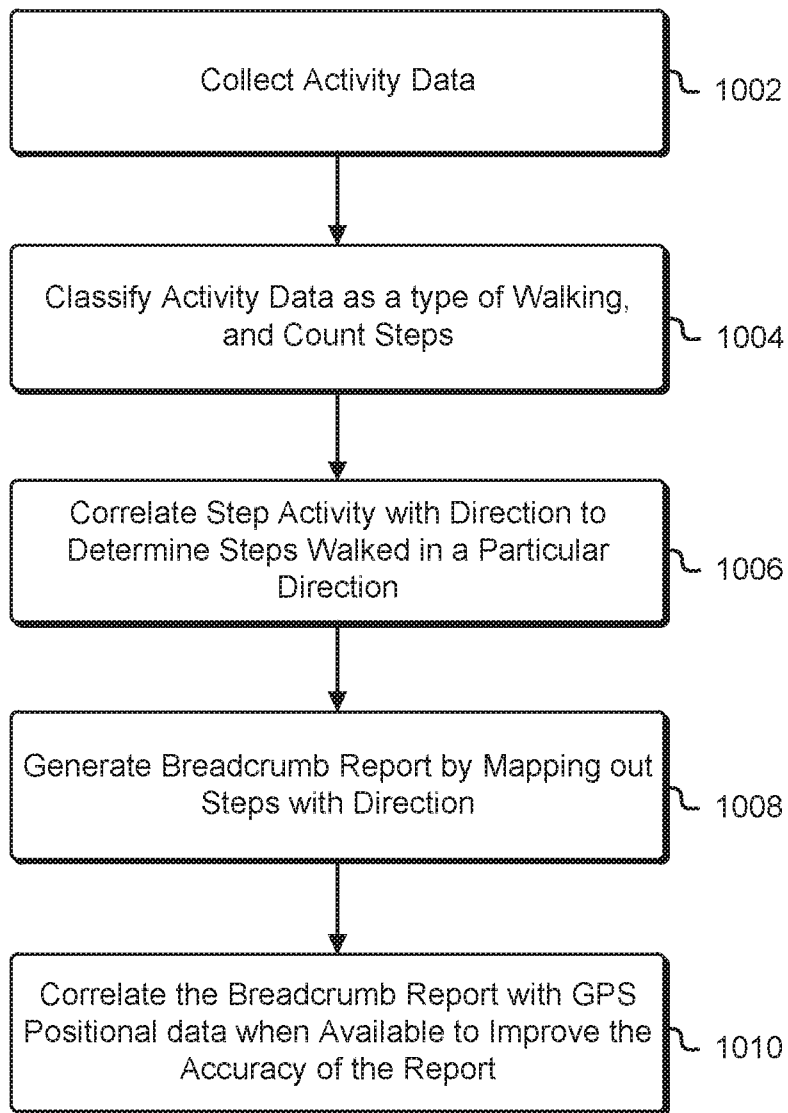 Collect Activity Data
1002
Classify Activity Data as a type of Walking,
and Count Steps
1004
Correlate Step Activity with Direction to
Determine Steps Walked in a Particular
Direction
1006
Generate Breadcrumb Report by Mapping out
Steps with Direction
1008
Correlate the Breadcrumb Report with GPS
Positional data when Available to Improve the
Accuracy of the Report
1010